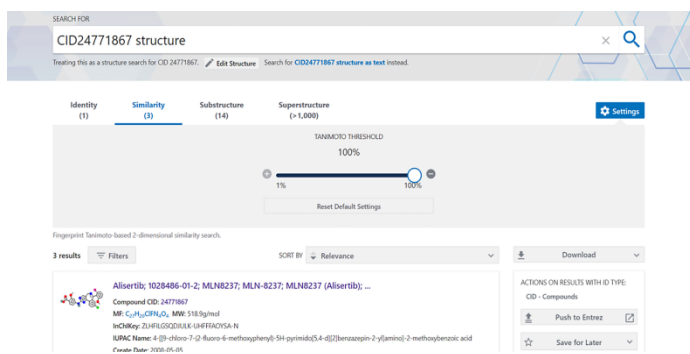 SEARCH FOR
CID24771867 structure
Treating this as a structure search for CID 24771867. Edit Structure Search for CID24771867 structure as text instead.
Identity Similarity Substructure Superstructure
(1) (3) (14) (>1,000)
Settings
TANIMOTO THRESHOLD
100%
1% 100%
Reset Default Settings
Fingerprint Tanimoto-based 2-dimensional similarity search.
3 results Filters SORT BY Relevance Download
Alisertib; 1028486-01-2; MLN8237; MLN-8237; MLN8237 (Alisertib); ...
Compound CID: 24771867
MF: C₂₇H₂₀ClFN₄O₄ MW: 518.9g/mol
InChIKey: ZLHFILGSQDJULK-UHFFFAOYSA-N
IUPAC Name: 4-[[9-chloro-7-(2-fluoro-6-methoxyphenyl)-5H-pyrimido[5,4-d][2]benzazepin-2-yl]amino]-2-methoxybenzoic acid
Create Date: 2008-05-05
ACTIONS ON RESULTS WITH ID TYPE:
CID - Compounds
Push to Entrez
Save for Later